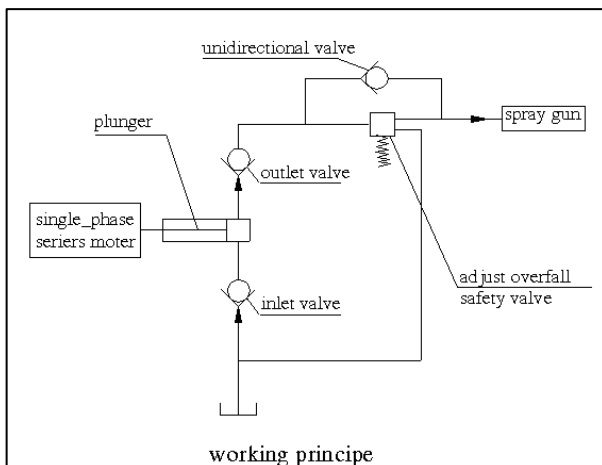 unidirectional valve
plunger
spray gun
outlet valve
single_phase
seriers moter
adjust overfall
safety valve
inlet valve
working principe